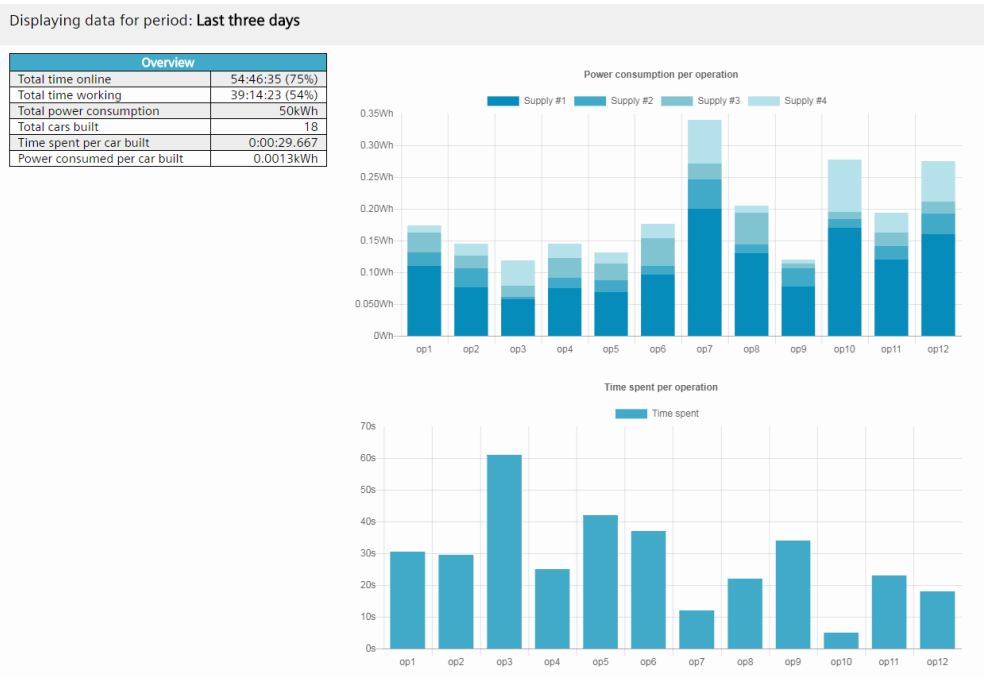 Displaying data for period: Last three days
Overview
Total time online 54:46:35 (75%)
Total time working 39:14:23 (54%)
Total power consumption 50kWh
Total cars built 18
Time spent per car built 0:00:29.667
Power consumed per car built 0.0013kWh
Power consumption per operation
Supply #1 Supply #2 Supply #3 Supply #4
0.35Wh
0.30Wh
0.25Wh
0.20Wh
0.15Wh
0.10Wh
0.050Wh
0Wh
op1 op2 op3 op4 op5 op6 op7 op8 op9 op10 op11 op12
Time spent per operation
Time spent
70s
60s
50s
40s
30s
20s
10s
0s
op1 op2 op3 op4 op5 op6 op7 op8 op9 op10 op11 op12